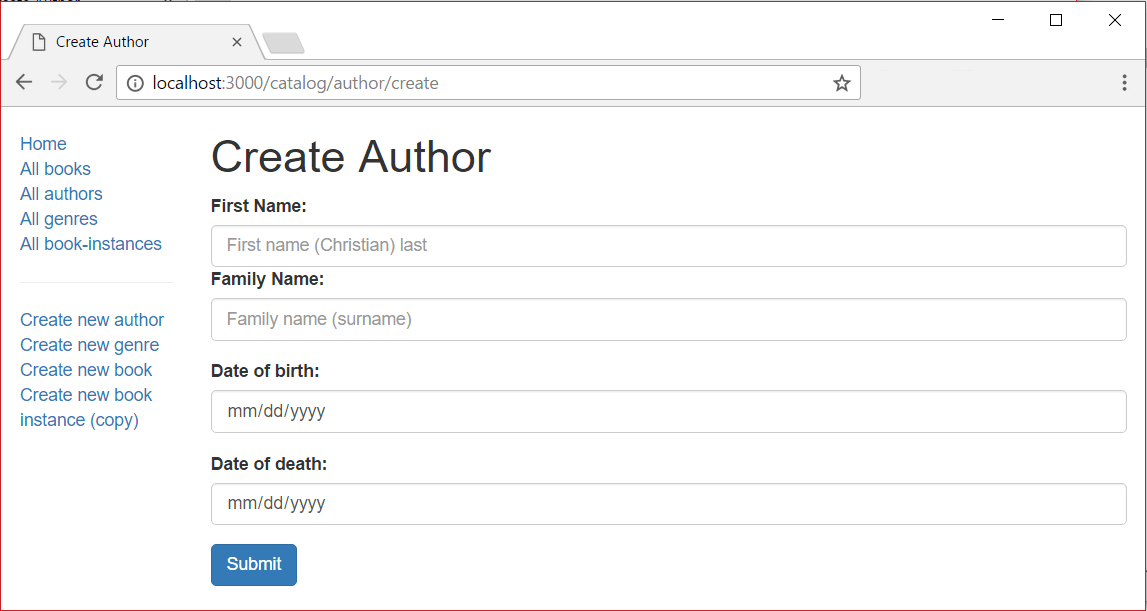 Create Author
localhost:3000/catalog/author/create
Home
All books
All authors
All genres
All book-instances
Create new author
Create new genre
Create new book
Create new book
instance (copy)
Create Author
First Name:
First name (Christian) last
Family Name:
Family name (surname)
Date of birth:
mm/dd/yyyy
Date of death:
mm/dd/yyyy
Submit